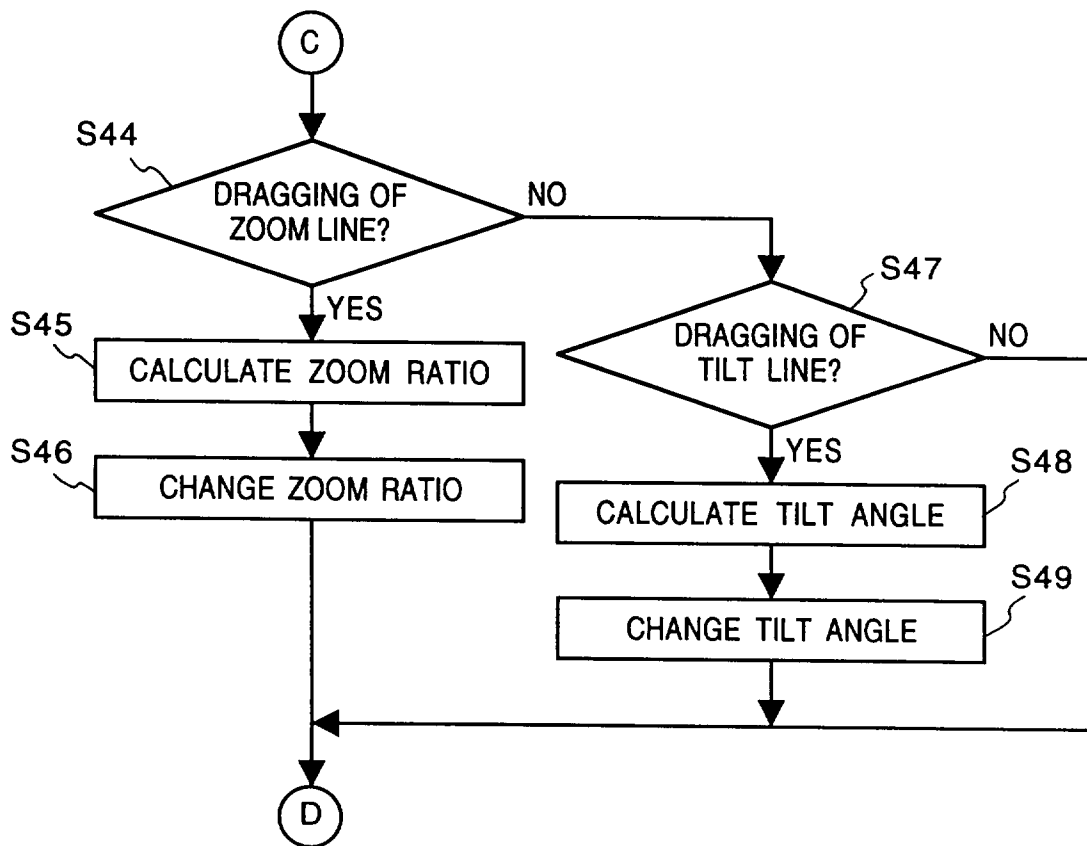 C
S44
DRAGGING OF
ZOOM LINE?
NO
YES
S47
DRAGGING OF
TILT LINE?
NO
YES
S45
CALCULATE ZOOM RATIO
S46
CHANGE ZOOM RATIO
S48
CALCULATE TILT ANGLE
S49
CHANGE TILT ANGLE
D